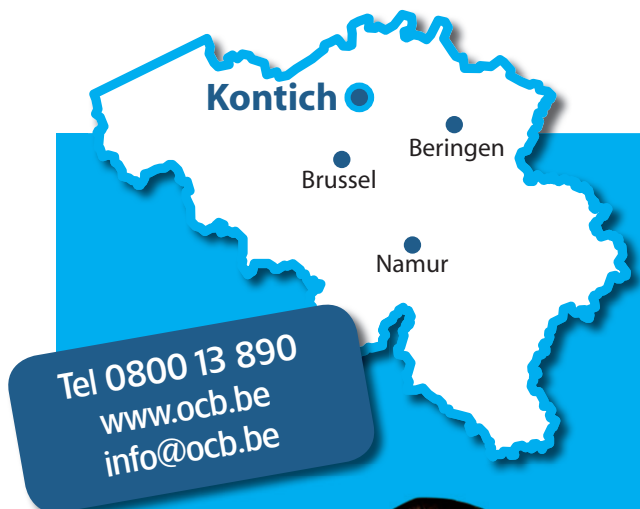 Kontich
Beringen
Brussel
Namur
Tel 0800 13 890
www.ocb.be
info@ocb.be